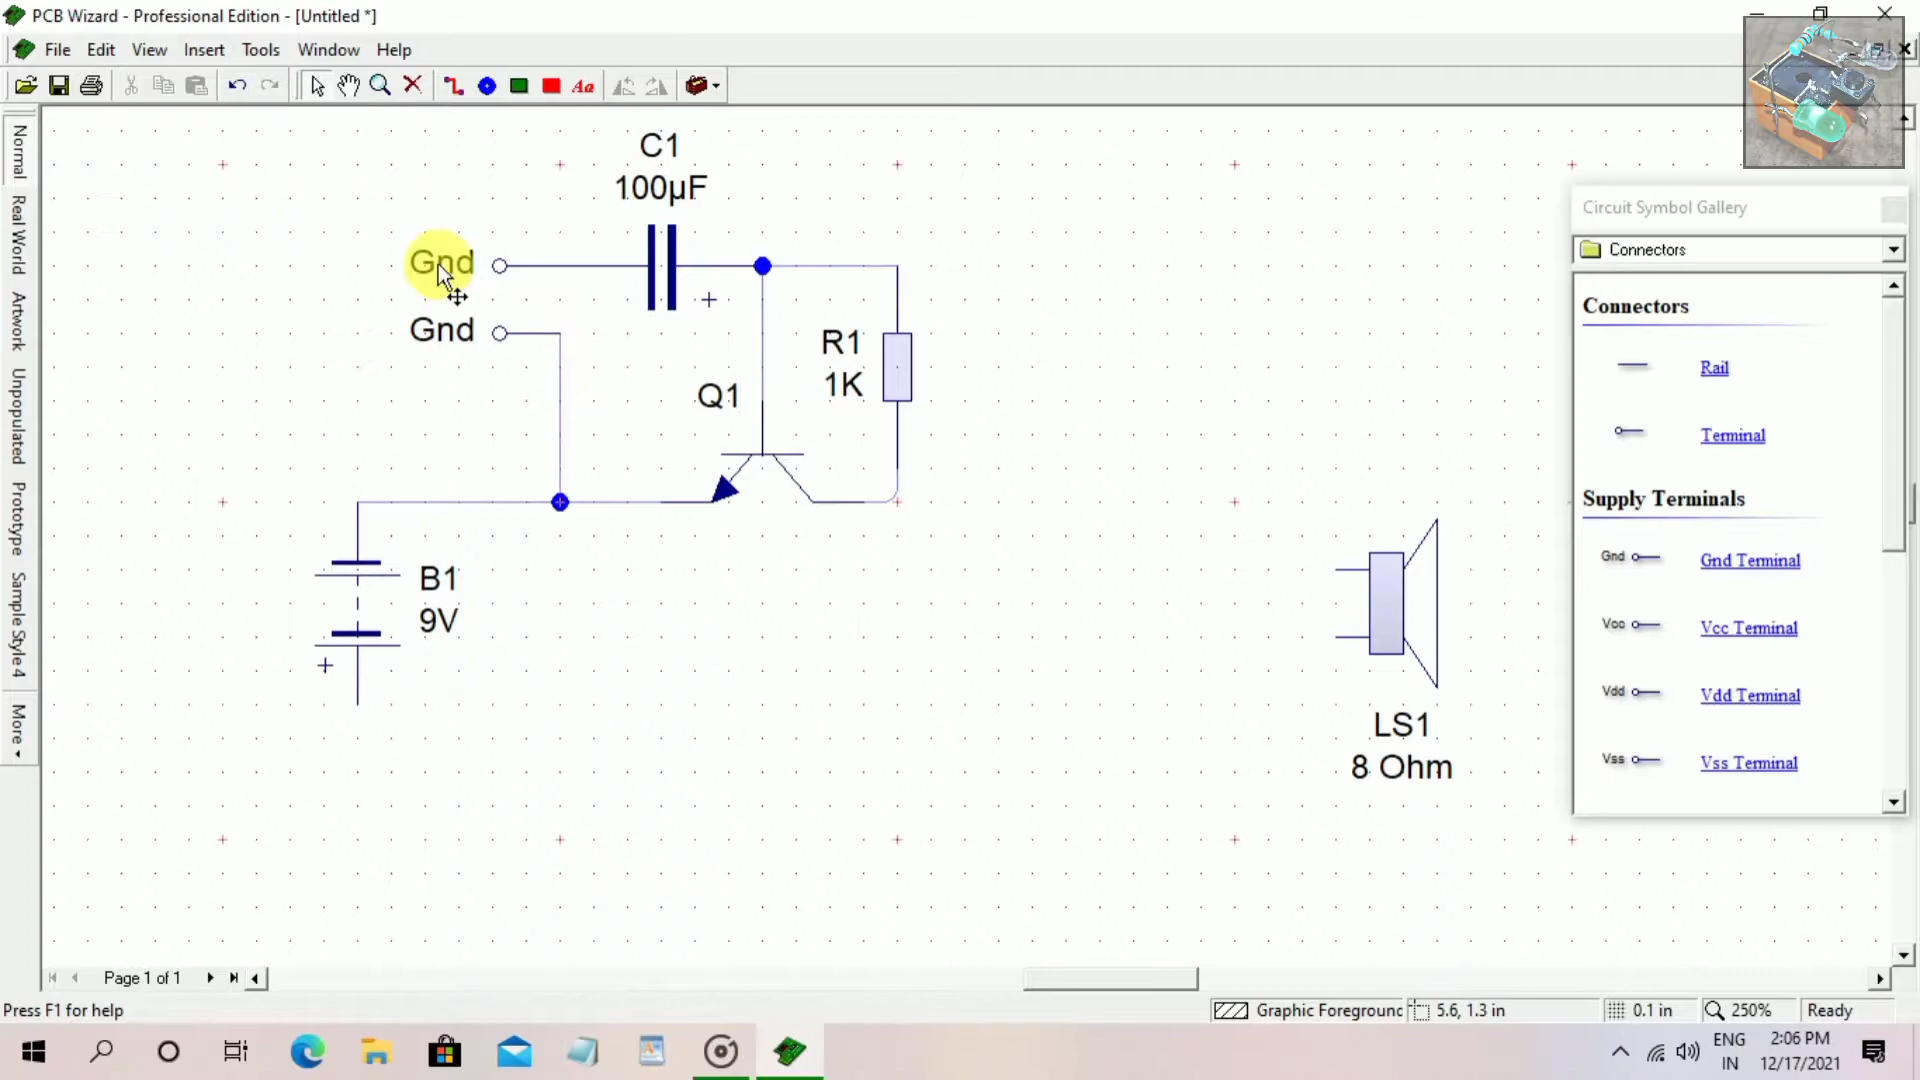 PCB Wizard - Professional Edition - [Untitled *]
File Edit View Insert Tools Window Help
Aa
Normal
Real World
Artwork
Unpopulated
Prototype
Sample Style 4
More
C1
100µF
Gnd
Gnd
+
R1
1K
Q1
B1
9V
+
LS1
8 Ohm
Circuit Symbol Gallery
Connectors
Connectors
Rail
Terminal
Supply Terminals
Gnd Gnd Terminal
Vcc Vcc Terminal
Vdd Vdd Terminal
Vss Vss Terminal
Page 1 of 1
Press F1 for help
Graphic Foreground
5.6, 1.3 in
0.1 in
250%
Ready
ENG
IN
2:06 PM
12/17/2021